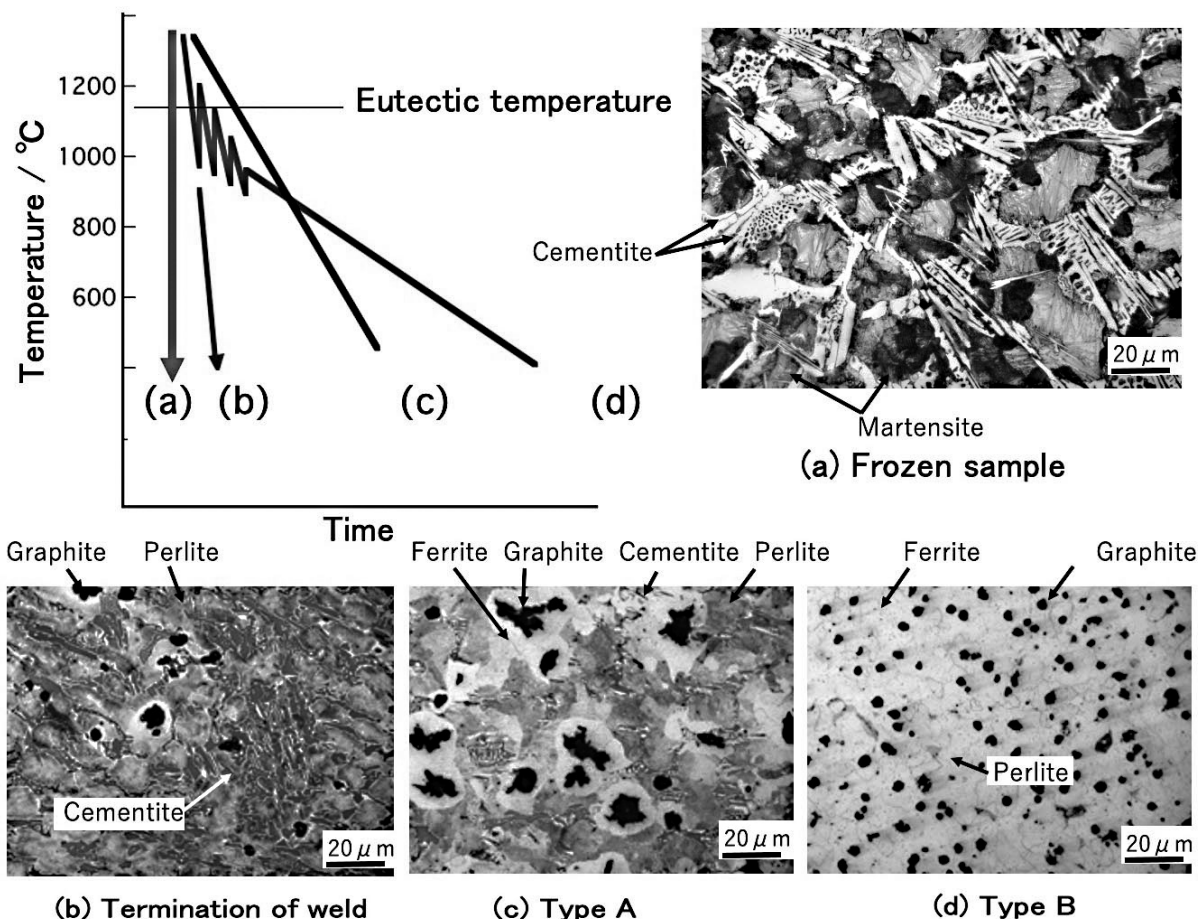 1200
Eutectic temperature
1000
800
600
Temperature / ℃
(a)
(b)
(c)
(d)
Time
Cementite
20 μm
Martensite
(a) Frozen sample
Graphite
Perlite
Cementite
20 μm
(b) Termination of weld
Ferrite
Graphite
Cementite
Perlite
20 μm
(c) Type A
Ferrite
Graphite
Perlite
20 μm
(d) Type B